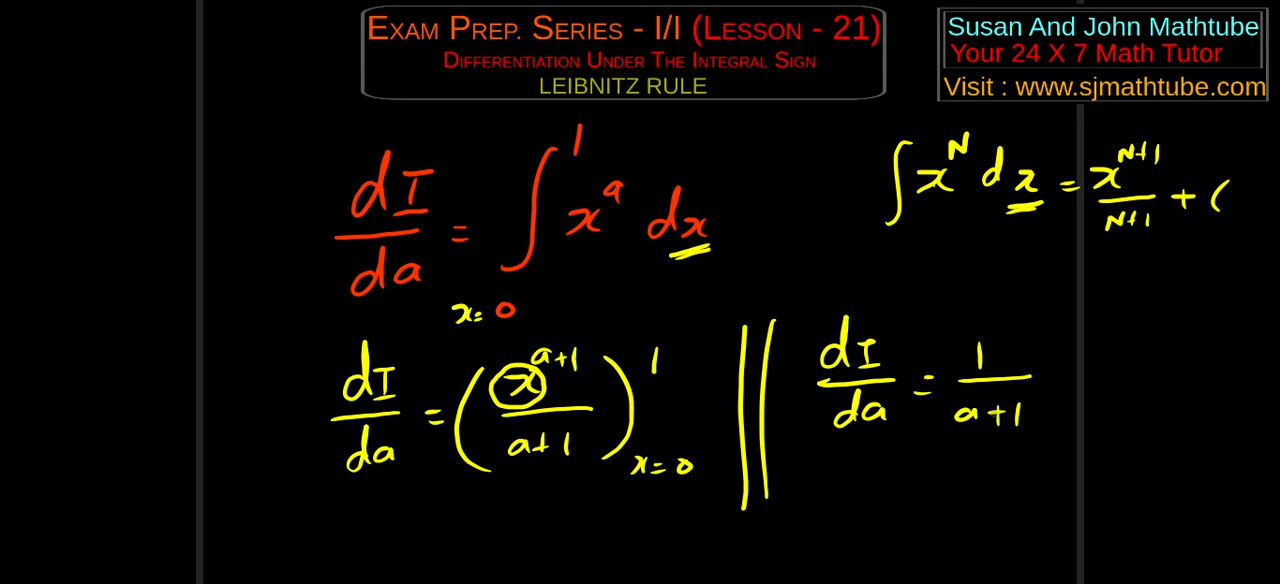 EXAM PREP. SERIES - I/I (LESSON - 21)
DIFFERENTIATION UNDER THE INTEGRAL SIGN
LEIBNITZ RULE
Susan And John Mathtube
Your 24 X 7 Math Tutor
Visit : www.sjmathtube.com
dI/da = ∫_{x=0}^{1} x^a dx
∫ x^N dx = x^{N+1}/(N+1) + C
dI/da = (x^{a+1}/(a+1))_{x=0}^{1}
dI/da = 1/(a+1)